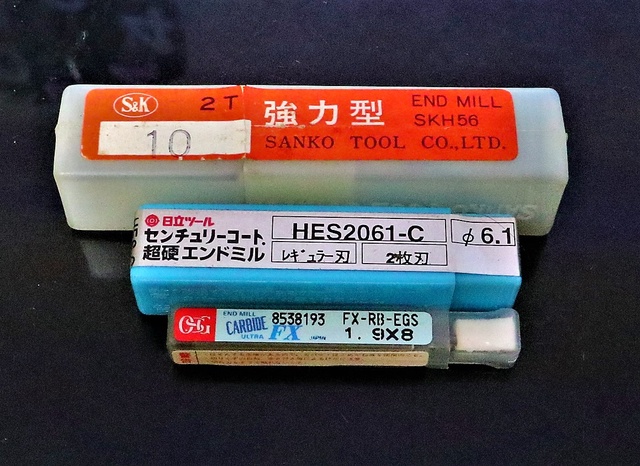 S&K
2T
強力型
END MILL
SKH56
10
SANKO TOOL CO.,LTD.
日立ツール
センチュリーコート
超硬エンドミル
HES2061-C
φ6.1
レギュラー刃
2枚刃
OSG
END MILL
CARBIDE
ULTRA FX
JAPAN
8538193 FX-RB-EGS
1.9X8